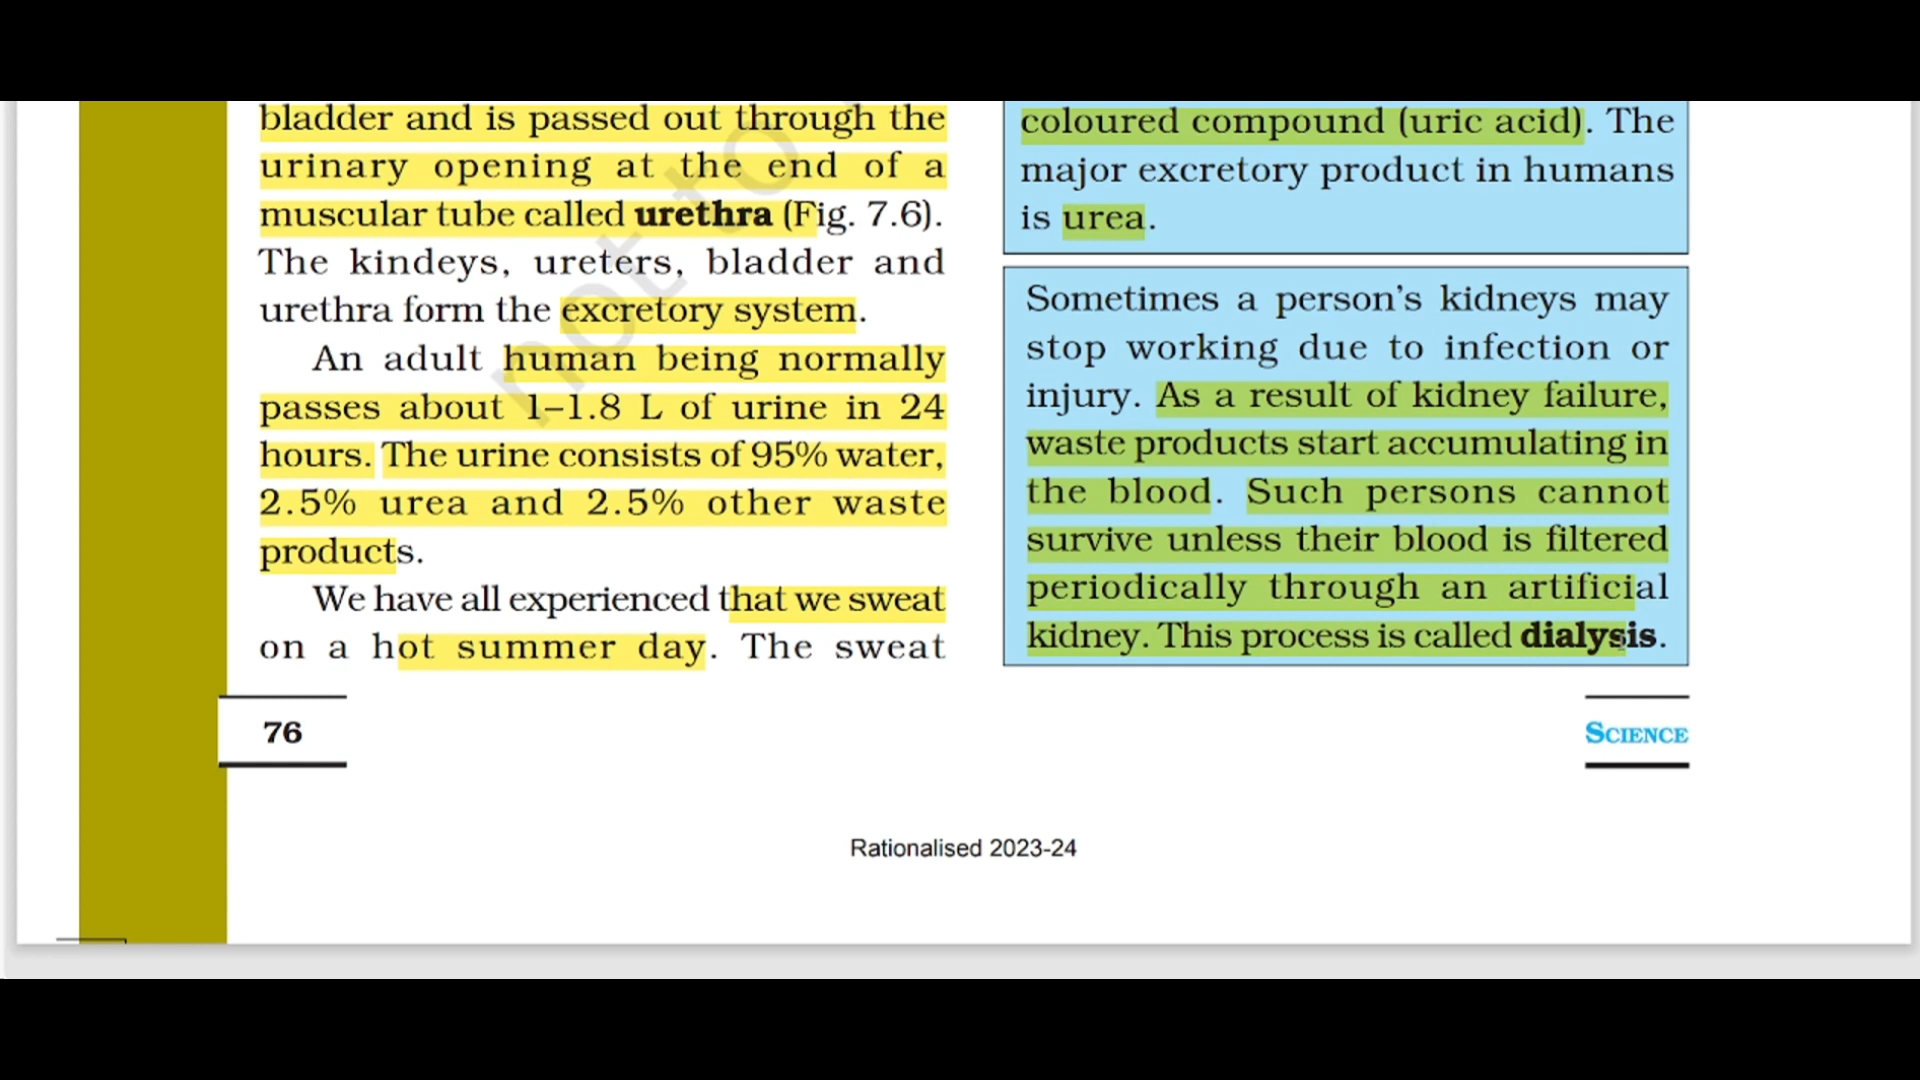 bladder and is passed out through the
urinary opening at the end of a
muscular tube called urethra (Fig. 7.6).
The kindeys, ureters, bladder and
urethra form the excretory system.
An adult human being normally
passes about 1–1.8 L of urine in 24
hours. The urine consists of 95% water,
2.5% urea and 2.5% other waste
products.
We have all experienced that we sweat
on a hot summer day. The sweat
coloured compound (uric acid). The
major excretory product in humans
is urea.
Sometimes a person's kidneys may
stop working due to infection or
injury. As a result of kidney failure,
waste products start accumulating in
the blood. Such persons cannot
survive unless their blood is filtered
periodically through an artificial
kidney. This process is called dialysis.
not to
76
SCIENCE
Rationalised 2023-24